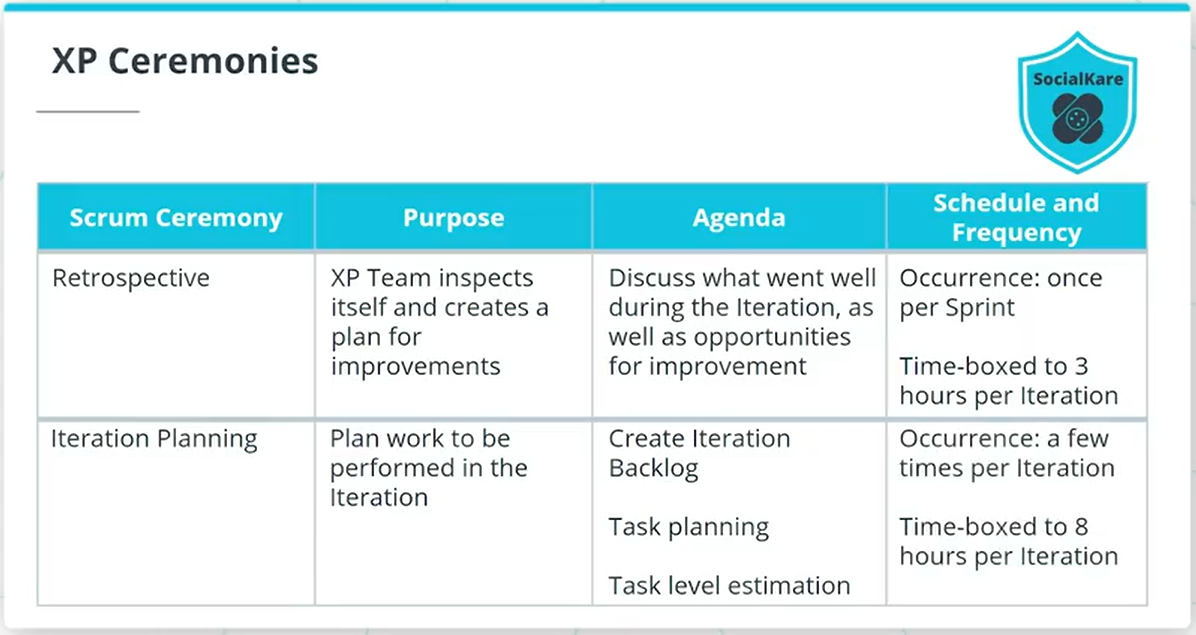 XP Ceremonies
SocialKare
Scrum Ceremony
Purpose
Agenda
Schedule and
Frequency
Retrospective
XP Team inspects
itself and creates a
plan for
improvements
Discuss what went well
during the Iteration, as
well as opportunities
for improvement
Occurrence: once
per Sprint
Time-boxed to 3
hours per Iteration
Iteration Planning
Plan work to be
performed in the
Iteration
Create Iteration
Backlog
Task planning
Task level estimation
Occurrence: a few
times per Iteration
Time-boxed to 8
hours per Iteration